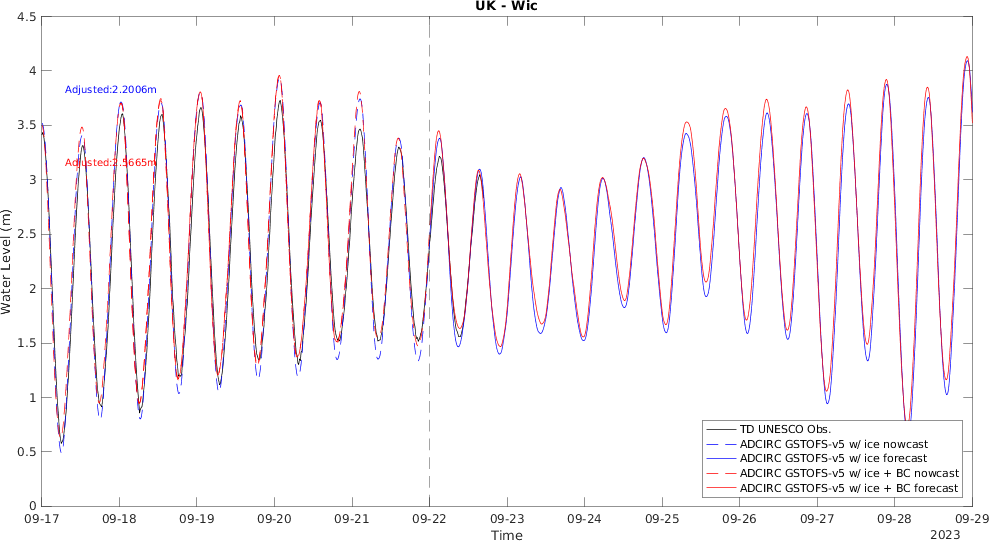 UK - Wic
4.5
4
3.5
3
2.5
2
1.5
1
0.5
0
Water Level (m)
Adjusted:2.2006m
Adjusted:2.5665m
TD UNESCO Obs.
ADCIRC GSTOFS-v5 w/ ice nowcast
ADCIRC GSTOFS-v5 w/ ice forecast
ADCIRC GSTOFS-v5 w/ ice + BC nowcast
ADCIRC GSTOFS-v5 w/ ice + BC forecast
09-17 09-18 09-19 09-20 09-21 09-22 09-23 09-24 09-25 09-26 09-27 09-28 09-29
Time
2023